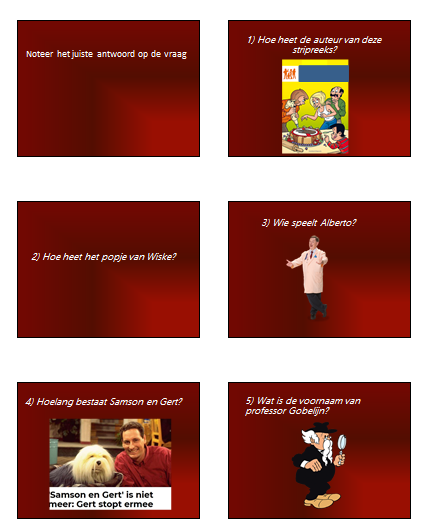 Noteer het juiste antwoord op de vraag
1) Hoe heet de auteur van deze
stripreeks?
2) Hoe heet het popje van Wiske?
3) Wie speelt Alberto?
4) Hoelang bestaat Samson en Gert?
'Samson en Gert' is niet
meer: Gert stopt ermee
5) Wat is de voornaam van
professor Gobelijn?